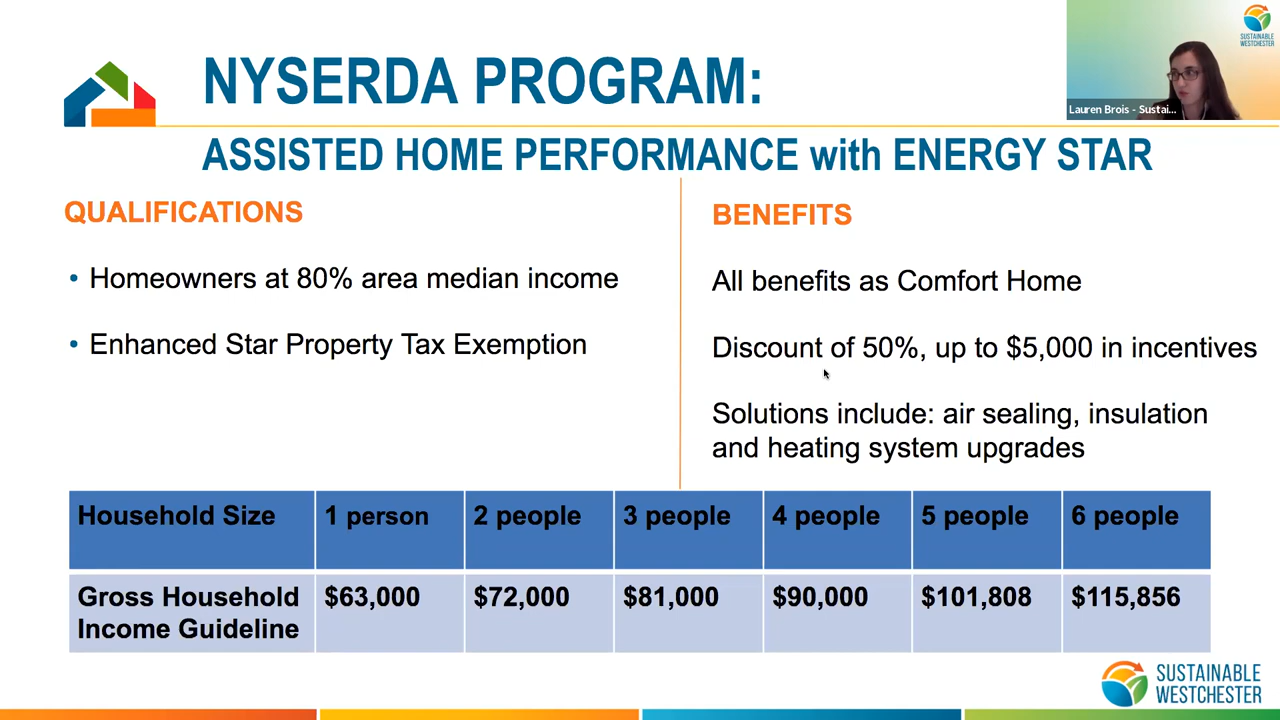 NYSERDA PROGRAM:
ASSISTED HOME PERFORMANCE with ENERGY STAR
SUSTAINABLE
WESTCHESTER
Lauren Brois - Sustai...
QUALIFICATIONS
• Homeowners at 80% area median income
• Enhanced Star Property Tax Exemption
BENEFITS
All benefits as Comfort Home
Discount of 50%, up to $5,000 in incentives
Solutions include: air sealing, insulation
and heating system upgrades
Household Size 1 person 2 people 3 people 4 people 5 people 6 people
Gross Household
Income Guideline $63,000 $72,000 $81,000 $90,000 $101,808 $115,856
SUSTAINABLE
WESTCHESTER